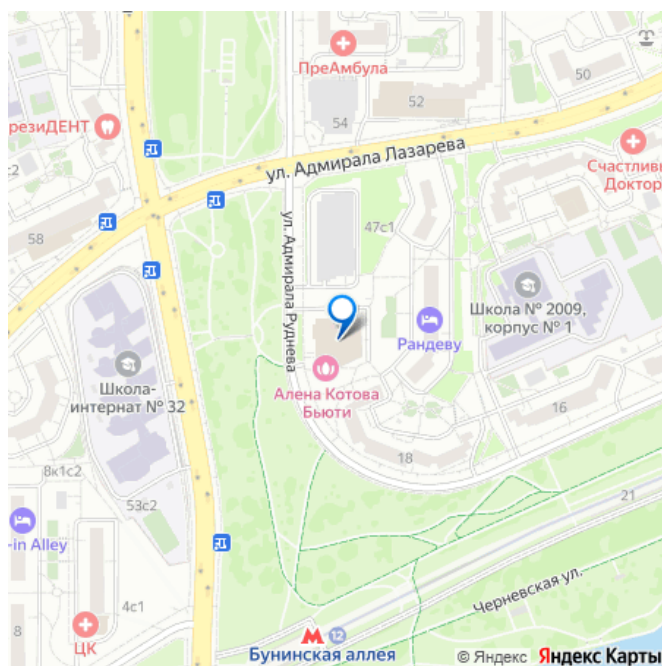 ПреАмбула
50
52
54
резиДЕНТ
с2
ул. Адмирала Лазарева
Счастливы
Доктор
58
47с1
ул. Адмирала Руднева
Школа № 2009,
корпус № 1
Рандеву
Школа-
интернат № 32
Алена Котова
Бьюти
16
18
8к1с2
53с2
21
-in Alley
8
4с1
ЦК
Черневская ул.
М 12
Бунинская аллея
© Яндекс Яндекс Карты